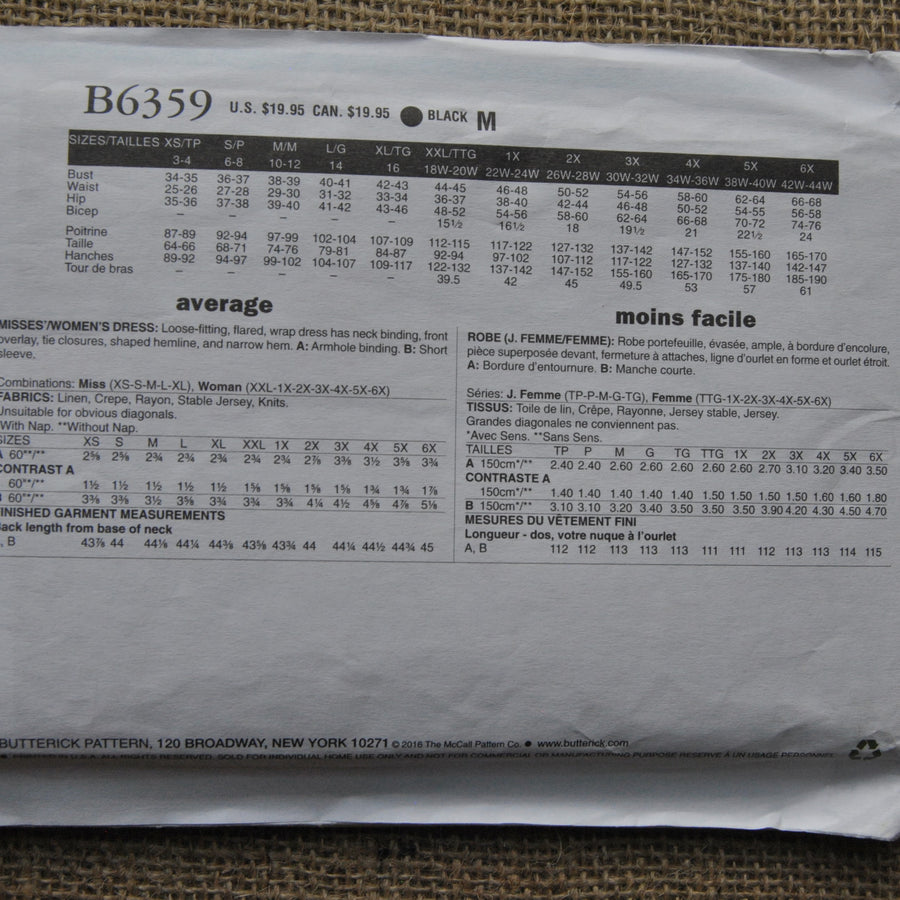 B6359 U.S. $19.95 CAN. $19.95 ● BLACK M
SIZES/TAILLES XS/TP S/P M/M L/G XL/TG XXL/TTG 1X 2X 3X 4X 5X 6X
3-4 6-8 10-12 14 16 18W-20W 22W-24W 26W-28W 30W-32W 34W-36W 38W-40W 42W-44W
Bust 34-35 36-37 38-39 40-41 42-43 44-45 46-48 50-52 54-56 58-60 62-64 66-68
Waist 25-26 27-28 29-30 31-32 33-34 36-37 38-40 42-44 46-48 50-52 54-55 56-58
Hip 35-36 37-38 39-40 41-42 43-46 48-52 54-56 58-60 62-64 66-68 70-72 74-76
Bicep – – – – – 15½ 16½ 18 19½ 21 22½ 24
Poitrine 87-89 92-94 97-99 102-104 107-109 112-115 117-122 127-132 137-142 147-152 155-160 165-170
Taille 64-66 68-71 74-76 79-81 84-87 92-94 97-102 107-112 117-122 127-132 137-140 142-147
Hanches 89-92 94-97 99-102 104-107 109-117 122-132 137-142 147-152 155-160 165-170 175-180 185-190
Tour de bras – – – – – 39.5 42 45 49.5 53 57 61
average
MISSES'/WOMEN'S DRESS: Loose-fitting, flared, wrap dress has neck binding, front
overlay, tie closures, shaped hemline, and narrow hem. A: Armhole binding. B: Short
sleeve.
Combinations: Miss (XS-S-M-L-XL), Woman (XXL-1X-2X-3X-4X-5X-6X)
FABRICS: Linen, Crepe, Rayon, Stable Jersey, Knits.
Unsuitable for obvious diagonals.
With Nap. **Without Nap.
SIZES XS S M L XL XXL 1X 2X 3X 4X 5X 6X
A 60"*/** 2⅝ 2⅝ 2¾ 2¾ 2¾ 2¾ 2¾ 2⅞ 3⅜ 3½ 3⅝ 3¾
CONTRAST A
60"*/** 1½ 1½ 1½ 1½ 1½ 1⅝ 1⅝ 1⅝ 1⅝ 1¾ 1¾ 1⅞
B 60"*/** 3⅜ 3⅜ 3½ 3⅝ 3¾ 3¾ 3¾ 4¼ 4½ 4⅝ 4⅞ 5⅛
FINISHED GARMENT MEASUREMENTS
Back length from base of neck
, B 43⅞ 44 44⅛ 44¼ 44⅜ 43⅝ 43¾ 44 44¼ 44½ 44¾ 45
moins facile
ROBE (J. FEMME/FEMME): Robe portefeuille, évasée, ample, à bordure d'encolure,
pièce superposée devant, fermeture à attaches, ligne d'ourlet en forme et ourlet étroit.
A: Bordure d'entournure. B: Manche courte.
Séries: J. Femme (TP-P-M-G-TG), Femme (TTG-1X-2X-3X-4X-5X-6X)
TISSUS: Toile de lin, Crêpe, Rayonne, Jersey stable, Jersey.
Grandes diagonales ne conviennent pas.
*Avec Sens. **Sans Sens.
TAILLES TP P M G TG TTG 1X 2X 3X 4X 5X 6X
A 150cm*/** 2.40 2.40 2.60 2.60 2.60 2.60 2.60 2.70 3.10 3.20 3.40 3.50
CONTRASTE A
150cm*/** 1.40 1.40 1.40 1.40 1.40 1.50 1.50 1.50 1.50 1.60 1.60 1.80
B 150cm*/** 3.10 3.10 3.20 3.40 3.50 3.50 3.50 3.90 4.20 4.30 4.50 4.70
MESURES DU VÊTEMENT FINI
Longueur - dos, votre nuque à l'ourlet
A, B 112 112 113 113 113 111 111 112 113 113 114 115
BUTTERICK PATTERN, 120 BROADWAY, NEW YORK 10271 © 2016 The McCall Pattern Co. ● www.butterick.com
● PRINTED IN U.S.A. ALL RIGHTS RESERVED. SOLD FOR INDIVIDUAL HOME USE ONLY AND NOT FOR COMMERCIAL OR MANUFACTURING PURPOSE RESERVÉ À UN USAGE PERSONNEL